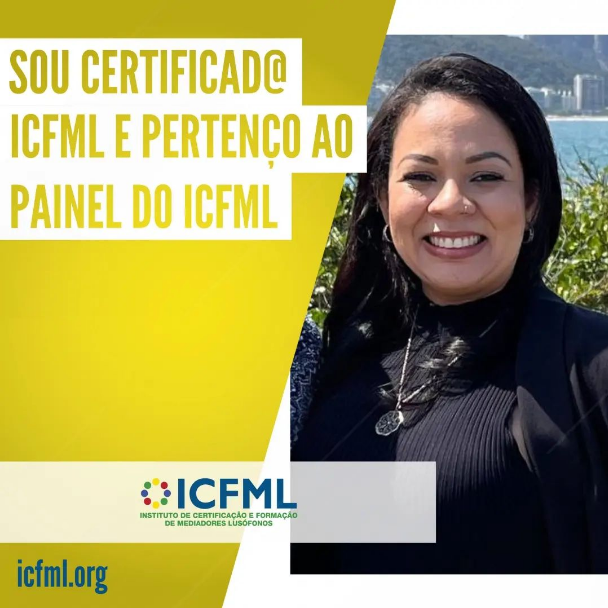 SOU CERTIFICAD@
ICFML E PERTENÇO AO
PAINEL DO ICFML
ICFML
INSTITUTO DE CERTIFICAÇÃO E FORMAÇÃO
DE MEDIADORES LUSÓFONOS
icfml.org